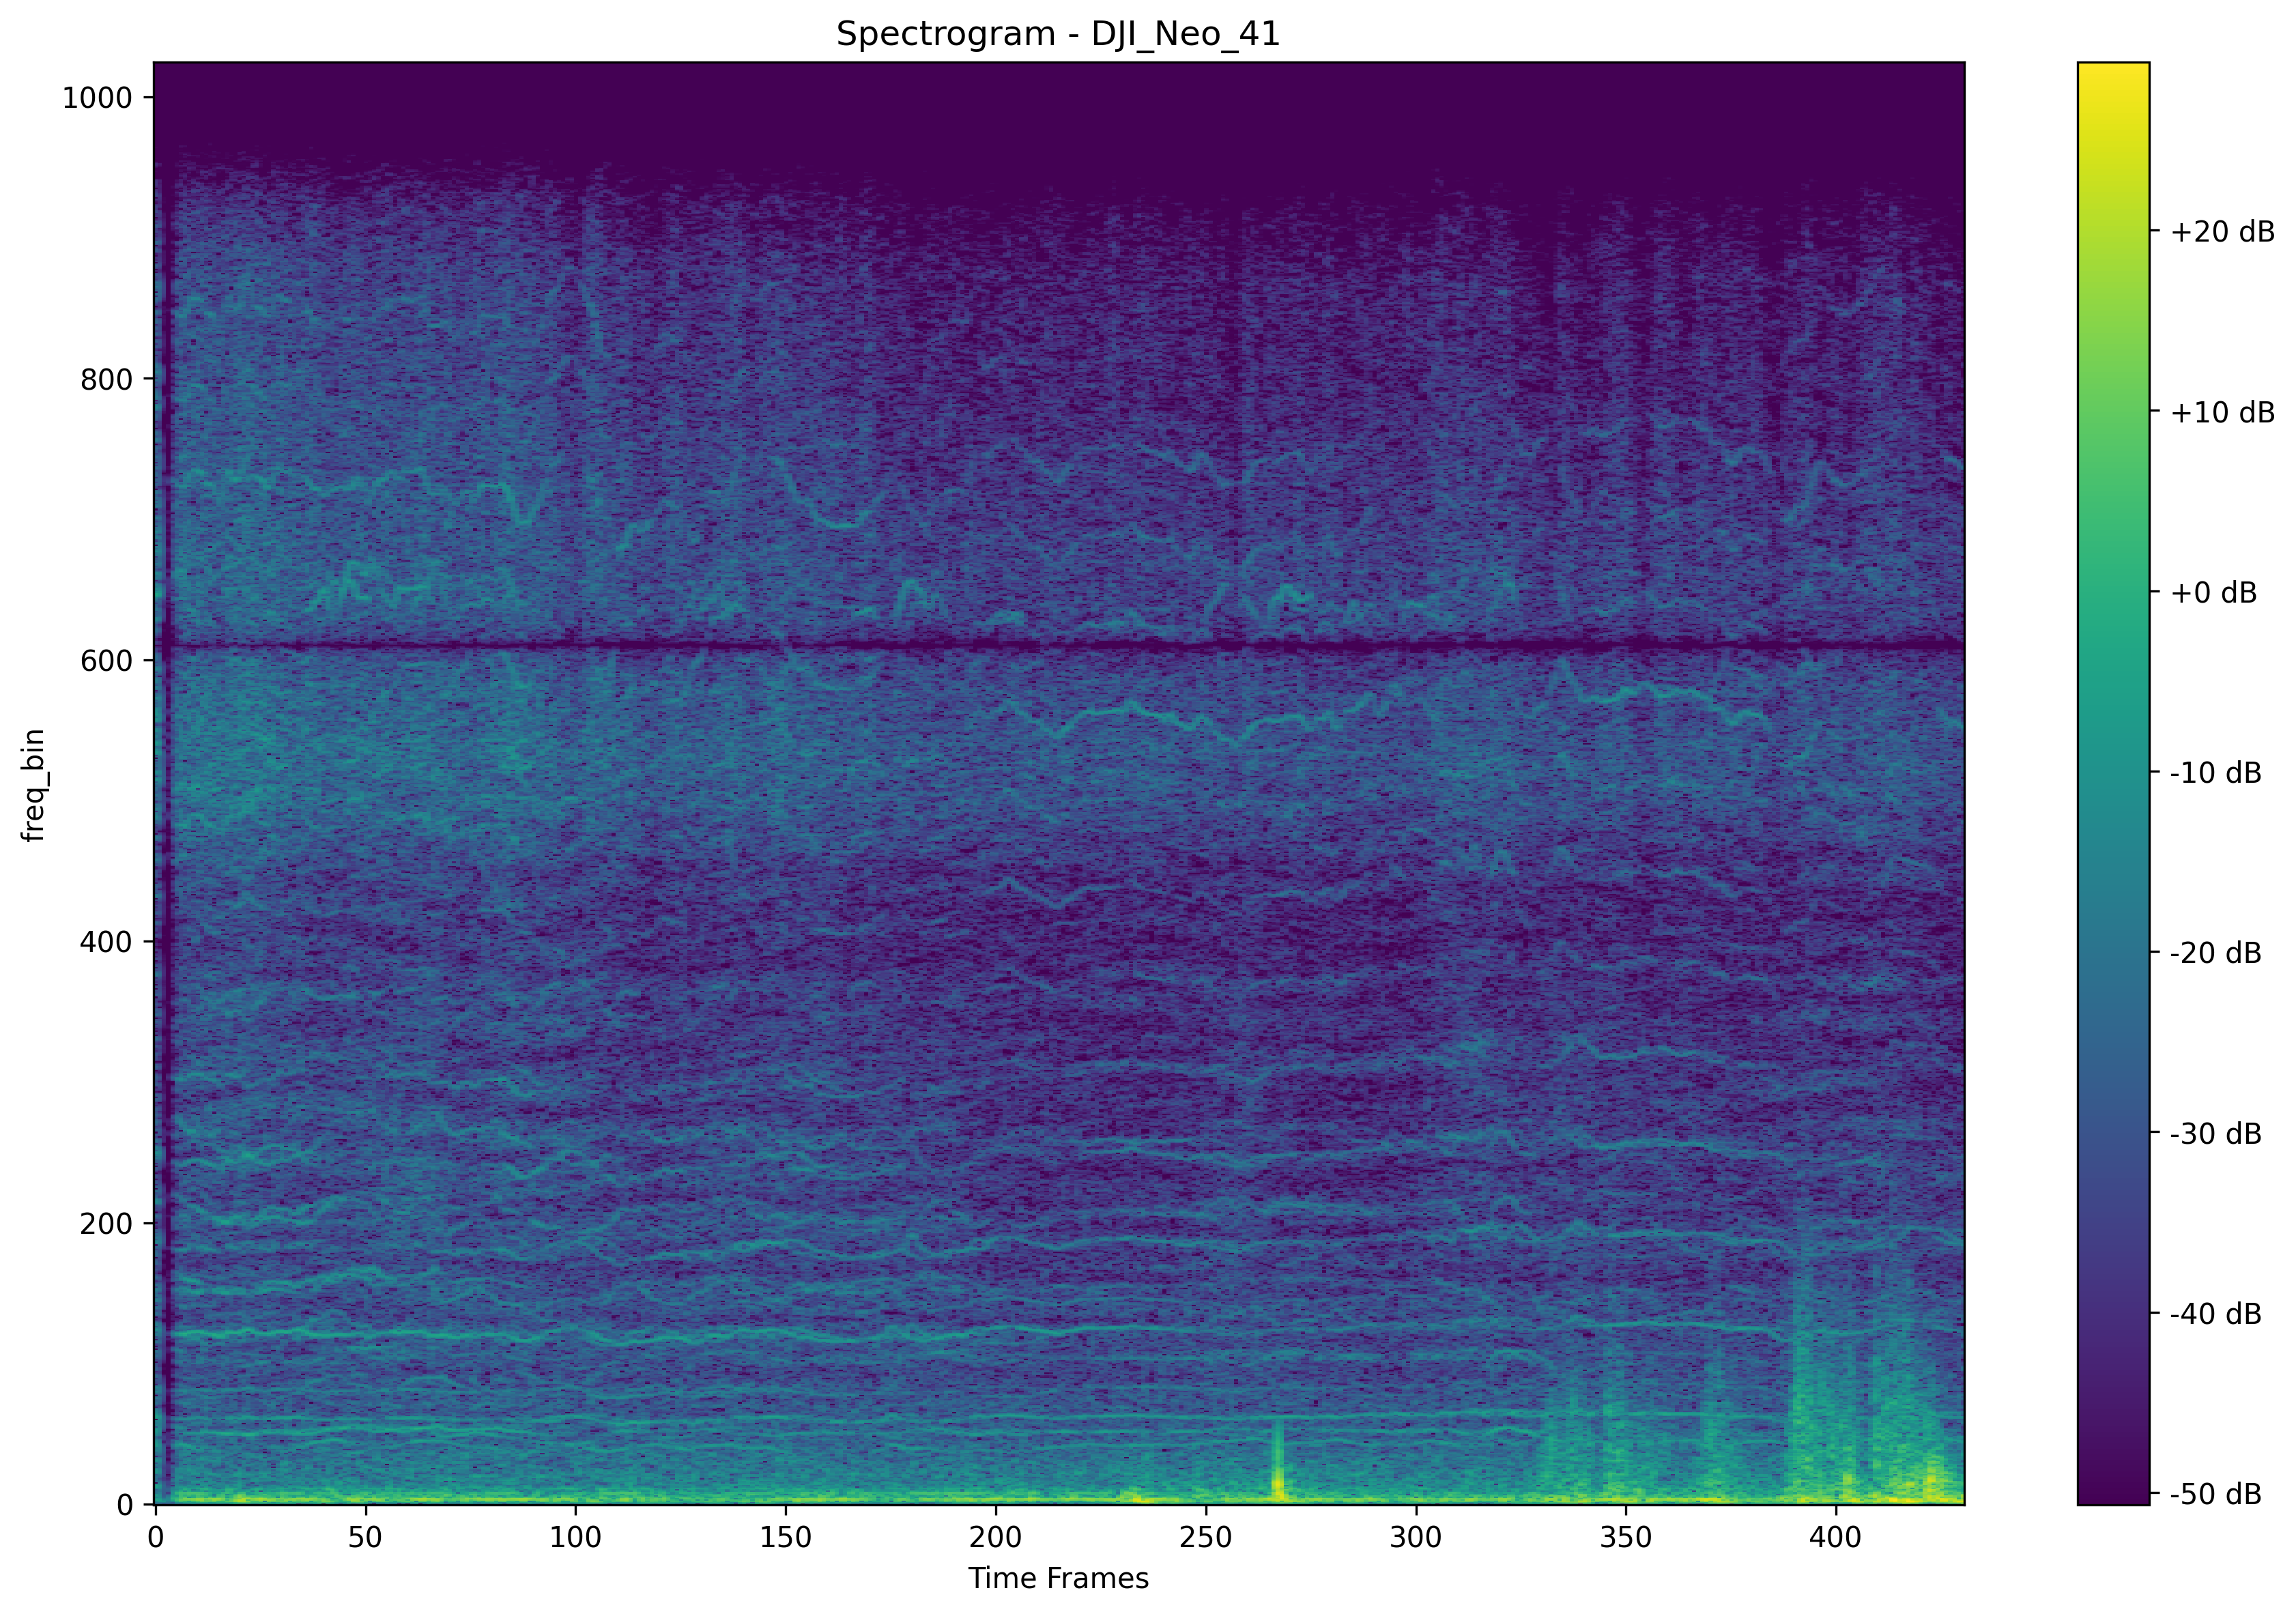 Spectrogram - DJI_Neo_41
1000
800
600
400
200
0
freq_bin
0 50 100 150 200 250 300 350 400
Time Frames
+20 dB
+10 dB
+0 dB
-10 dB
-20 dB
-30 dB
-40 dB
-50 dB